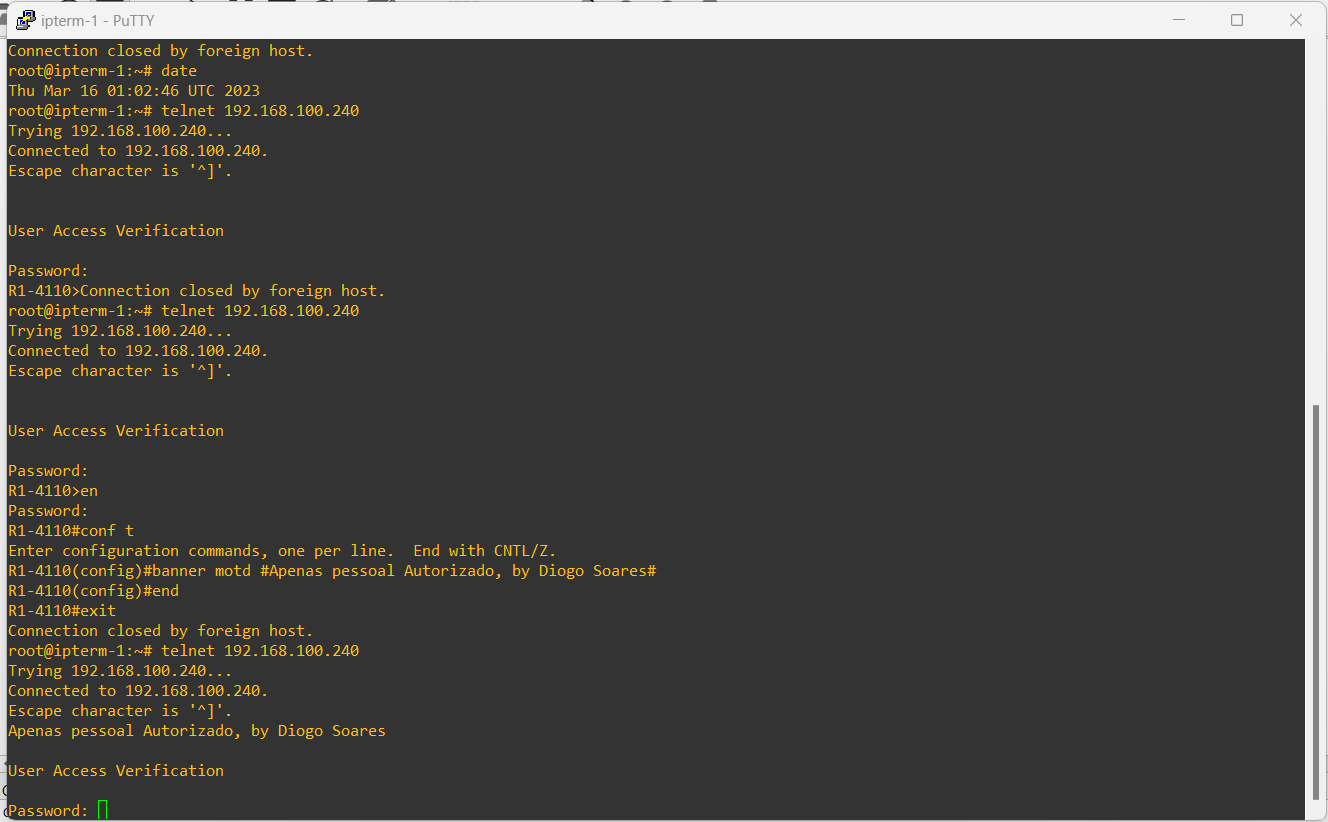 ipterm-1 - PuTTY
Connection closed by foreign host.
root@ipterm-1:~# date
Thu Mar 16 01:02:46 UTC 2023
root@ipterm-1:~# telnet 192.168.100.240
Trying 192.168.100.240...
Connected to 192.168.100.240.
Escape character is '^]'.
User Access Verification
Password:
R1-4110>Connection closed by foreign host.
root@ipterm-1:~# telnet 192.168.100.240
Trying 192.168.100.240...
Connected to 192.168.100.240.
Escape character is '^]'.
User Access Verification
Password:
R1-4110>en
Password:
R1-4110#conf t
Enter configuration commands, one per line.  End with CNTL/Z.
R1-4110(config)#banner motd #Apenas pessoal Autorizado, by Diogo Soares#
R1-4110(config)#end
R1-4110#exit
Connection closed by foreign host.
root@ipterm-1:~# telnet 192.168.100.240
Trying 192.168.100.240...
Connected to 192.168.100.240.
Escape character is '^]'.
Apenas pessoal Autorizado, by Diogo Soares
User Access Verification
Password: